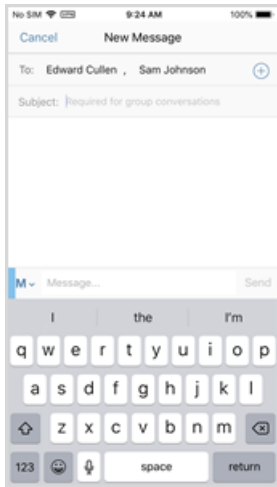 No SIM 9:24 AM 100%
Cancel New Message
To: Edward Cullen , Sam Johnson
Subject: Required for group conversations
M Message... Send
I the I'm
q w e r t y u i o p
a s d f g h j k l
z x c v b n m
123 space return